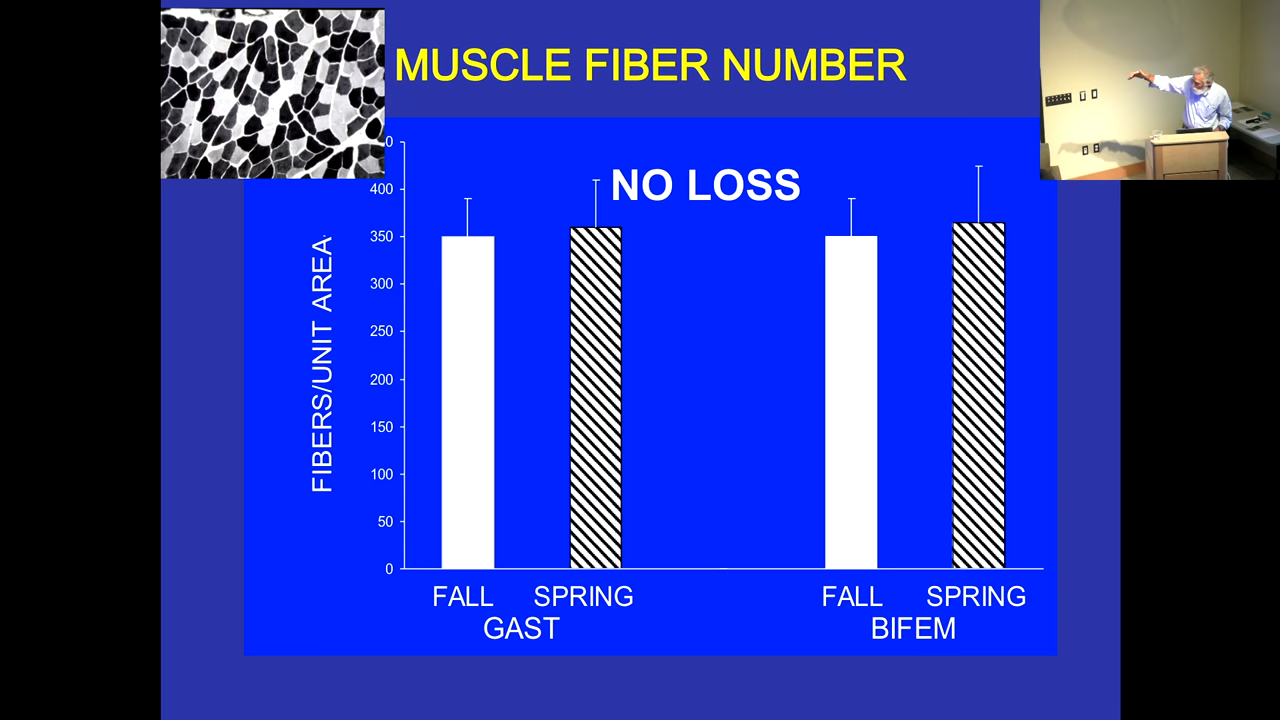 MUSCLE FIBER NUMBER
NO LOSS
FIBERS/UNIT AREA
0
400
350
300
250
200
150
100
50
0
FALL SPRING FALL SPRING
GAST BIFEM